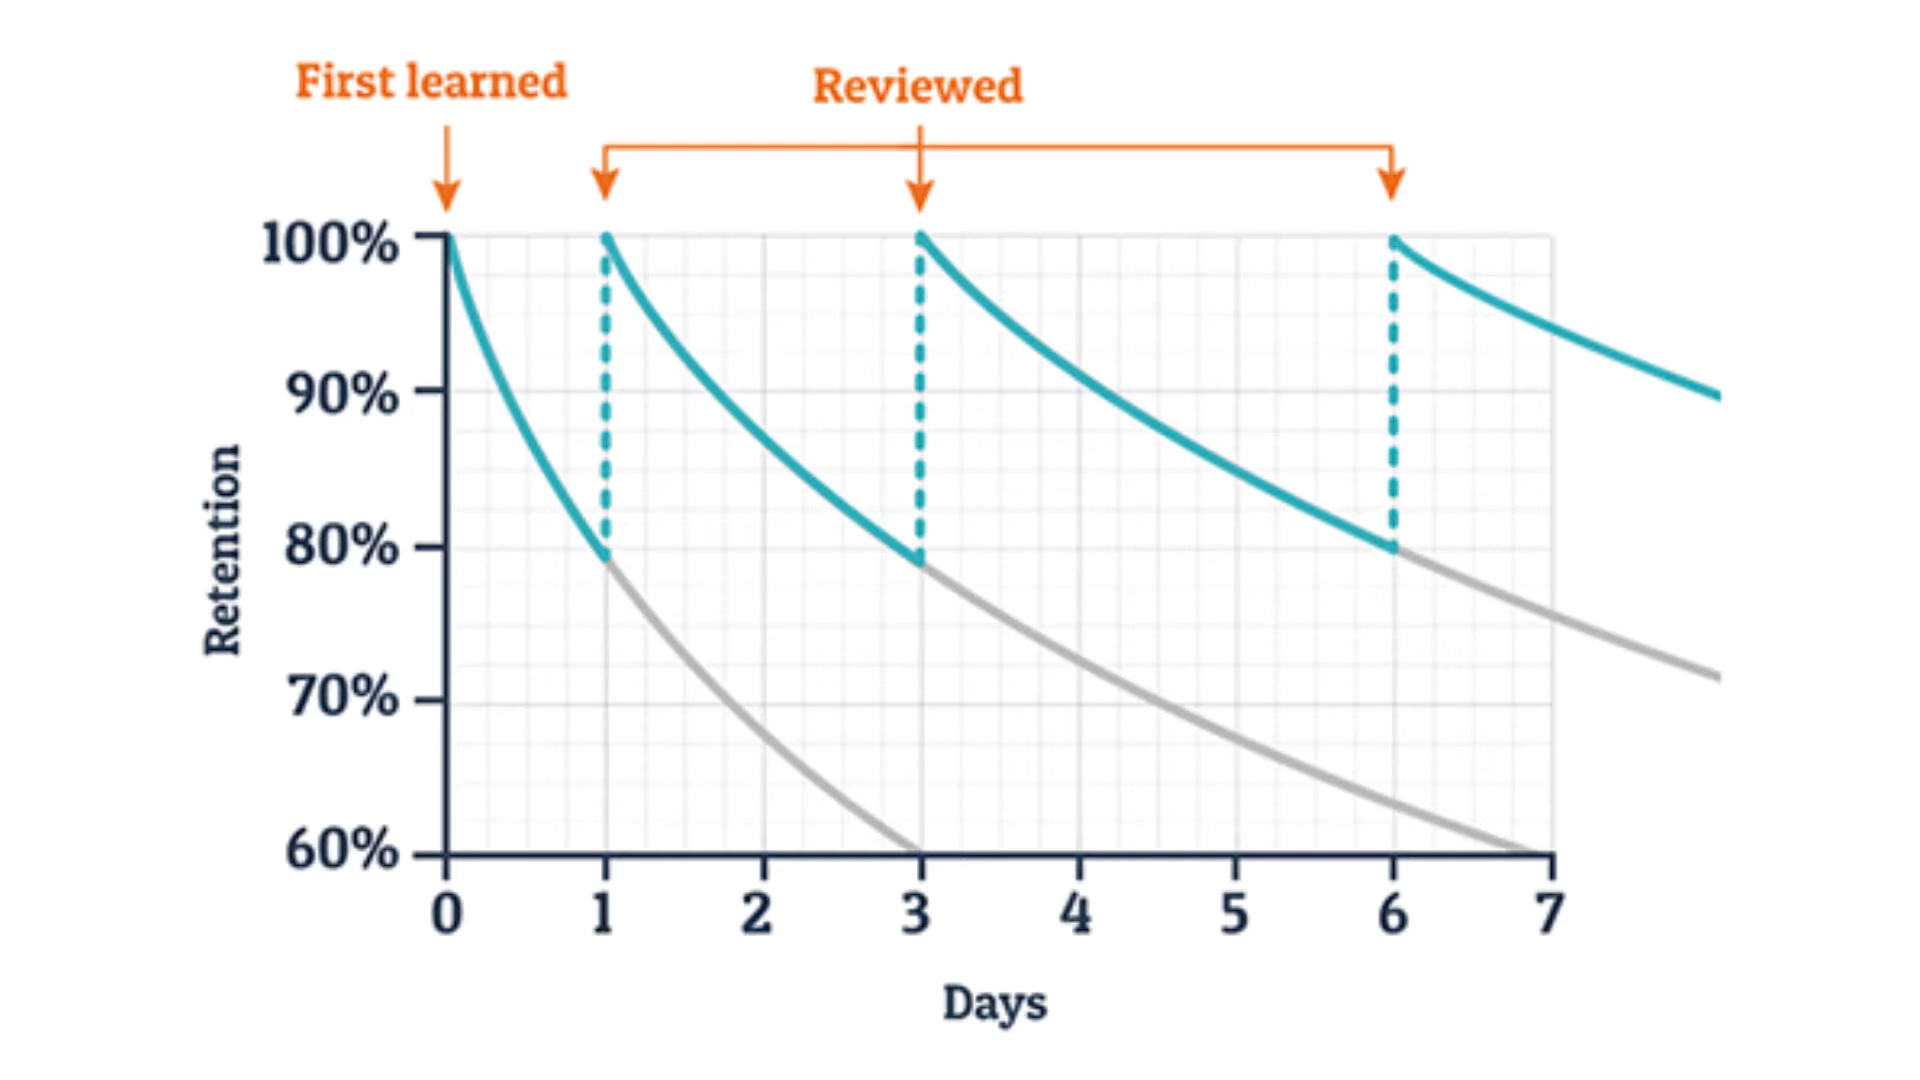 First learned
Reviewed
100%
90%
80%
70%
60%
Retention
0 1 2 3 4 5 6 7
Days